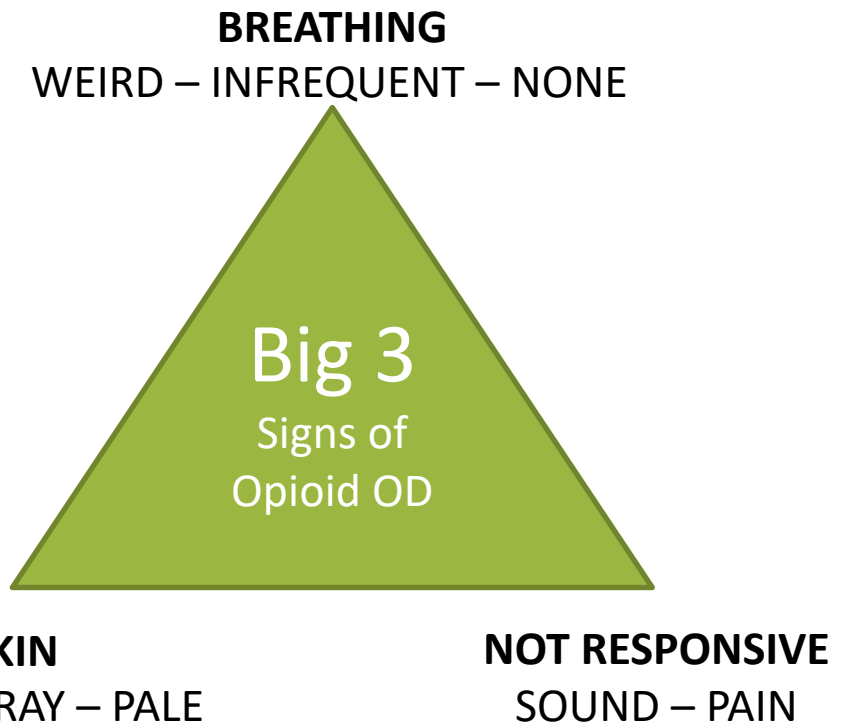 BREATHING
WEIRD – INFREQUENT – NONE
Big 3
Signs of
Opioid OD
KIN
RAY – PALE
NOT RESPONSIVE
SOUND – PAIN